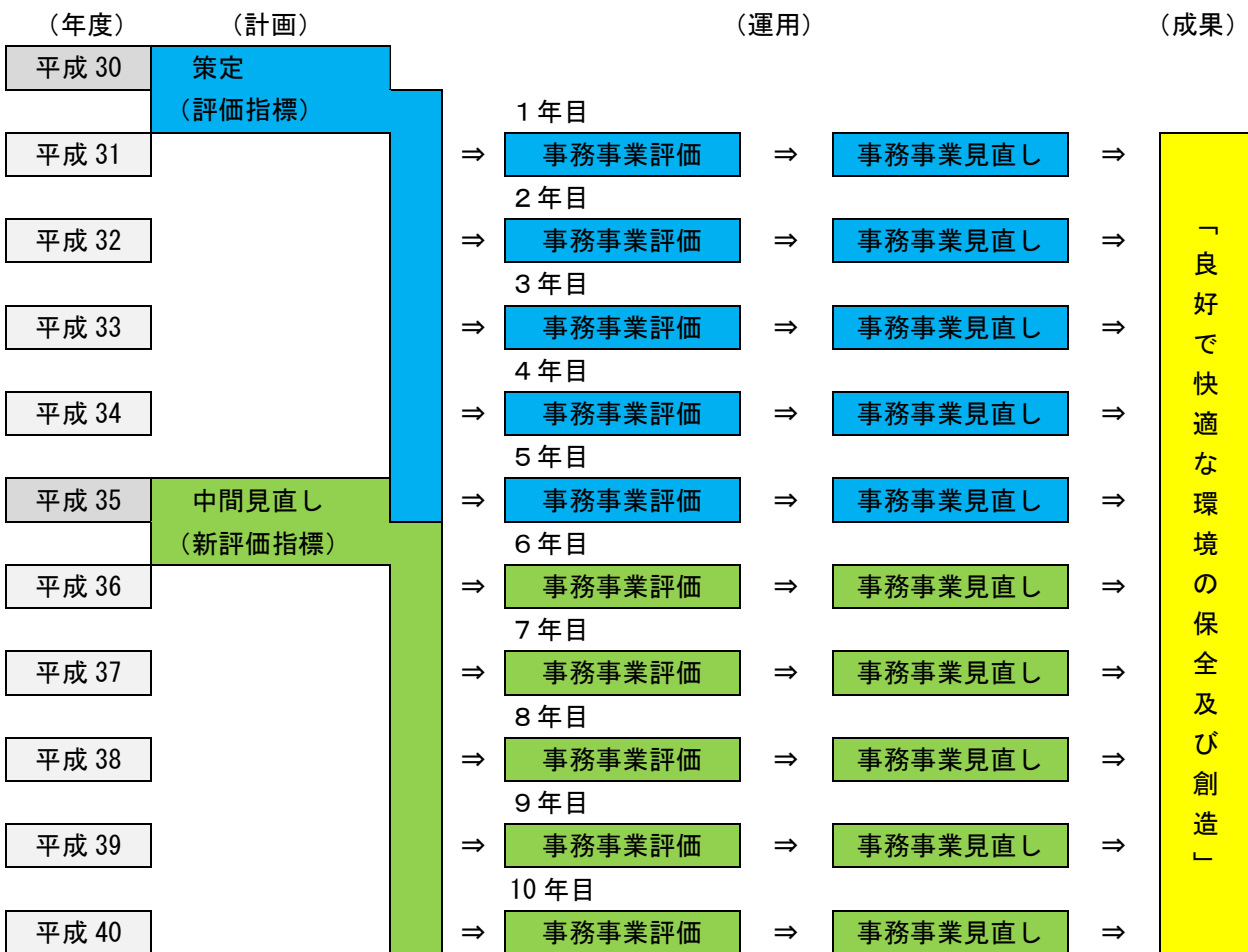 （年度） （計画） （運用） （成果）
平成 30 策定
（評価指標） 1 年目
平成 31 ⇒ 事務事業評価 ⇒ 事務事業見直し ⇒
2 年目
平成 32 ⇒ 事務事業評価 ⇒ 事務事業見直し ⇒
3 年目
平成 33 ⇒ 事務事業評価 ⇒ 事務事業見直し ⇒
4 年目
平成 34 ⇒ 事務事業評価 ⇒ 事務事業見直し ⇒
5 年目
平成 35 中間見直し ⇒ 事務事業評価 ⇒ 事務事業見直し ⇒
（新評価指標） 6 年目
平成 36 ⇒ 事務事業評価 ⇒ 事務事業見直し ⇒
7 年目
平成 37 ⇒ 事務事業評価 ⇒ 事務事業見直し ⇒
8 年目
平成 38 ⇒ 事務事業評価 ⇒ 事務事業見直し ⇒
9 年目
平成 39 ⇒ 事務事業評価 ⇒ 事務事業見直し ⇒
10 年目
平成 40 ⇒ 事務事業評価 ⇒ 事務事業見直し ⇒
「良好で快適な環境の保全及び創造」